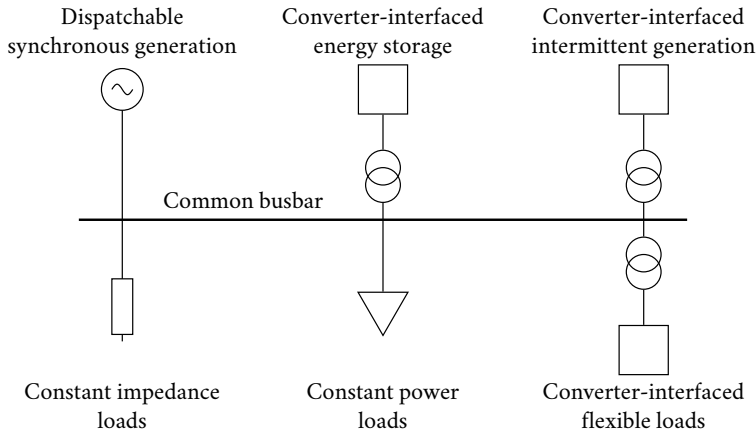 Dispatchable
synchronous generation
Converter-interfaced
energy storage
Converter-interfaced
intermittent generation
Common busbar
Constant impedance
loads
Constant power
loads
Converter-interfaced
flexible loads